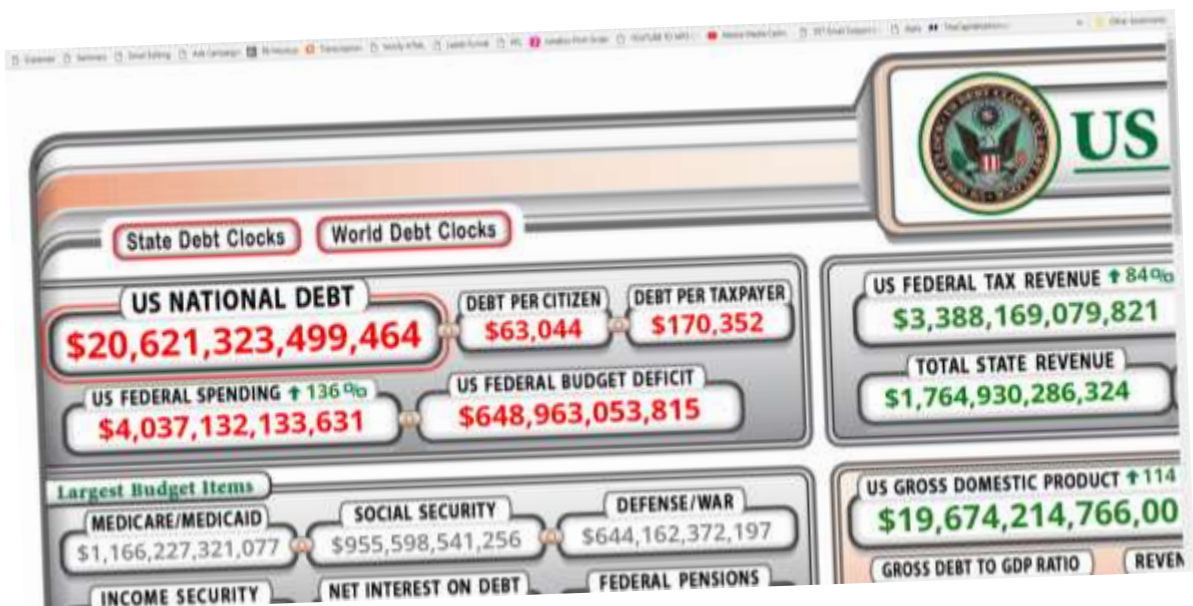 Other bookmarks
US
State Debt Clocks
World Debt Clocks
US NATIONAL DEBT
$20,621,323,499,464
DEBT PER CITIZEN
$63,044
DEBT PER TAXPAYER
$170,352
US FEDERAL SPENDING ↑ 136%
$4,037,132,133,631
US FEDERAL BUDGET DEFICIT
$648,963,053,815
US FEDERAL TAX REVENUE ↑ 84%
$3,388,169,079,821
TOTAL STATE REVENUE
$1,764,930,286,324
Largest Budget Items
MEDICARE/MEDICAID
$1,166,227,321,077
SOCIAL SECURITY
$955,598,541,256
DEFENSE/WAR
$644,162,372,197
INCOME SECURITY
NET INTEREST ON DEBT
FEDERAL PENSIONS
US GROSS DOMESTIC PRODUCT ↑ 114
$19,674,214,766,00
GROSS DEBT TO GDP RATIO
REVEN